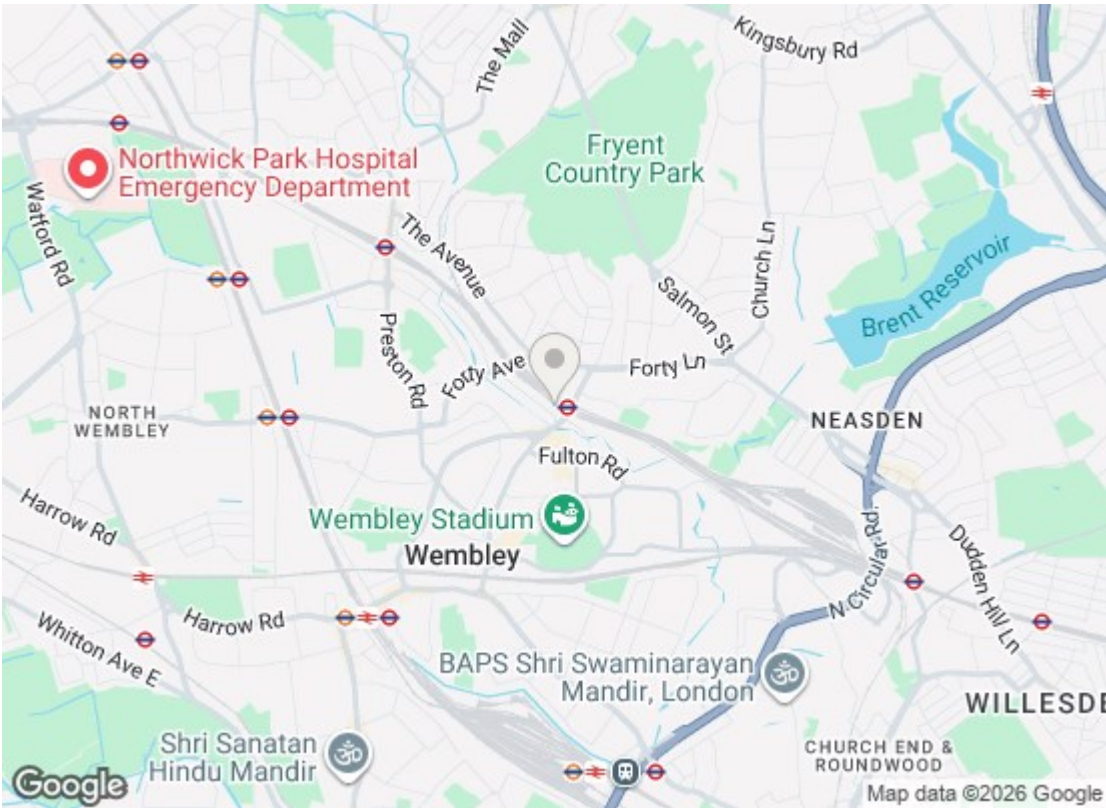 Kingsbury Rd
The Mall
Fryent
Country Park
Northwick Park Hospital
Emergency Department
Watford Rd
The Avenue
Church Ln
Brent Reservoir
Salmon St
Preston Rd
Forty Ave
Forty Ln
NORTH
WEMBLEY
NEASDEN
Fulton Rd
Harrow Rd
Wembley Stadium
Wembley
N Circular Rd
Dudden Hill Ln
Harrow Rd
Whitton Ave E
BAPS Shri Swaminarayan
Mandir, London
WILLESDE
Shri Sanatan
Hindu Mandir
CHURCH END &
ROUNDWOOD
Google
Map data ©2026 Google